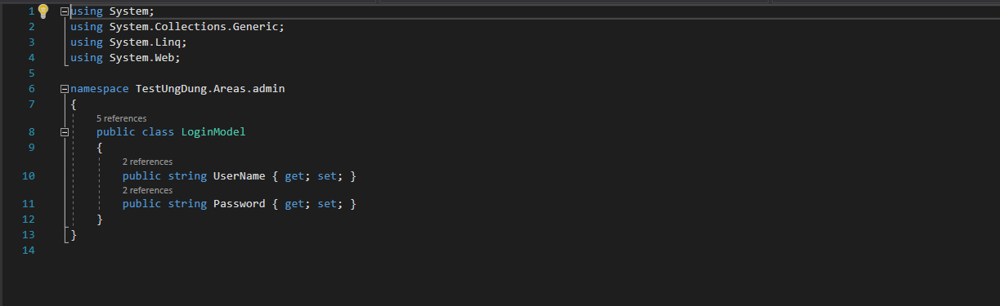 1 using System;
2 using System.Collections.Generic;
3 using System.Linq;
4 using System.Web;
5
6 namespace TestUngDung.Areas.admin
7 {
5 references
8 public class LoginModel
9 {
2 references
10 public string UserName { get; set; }
2 references
11 public string Password { get; set; }
12 }
13 }
14